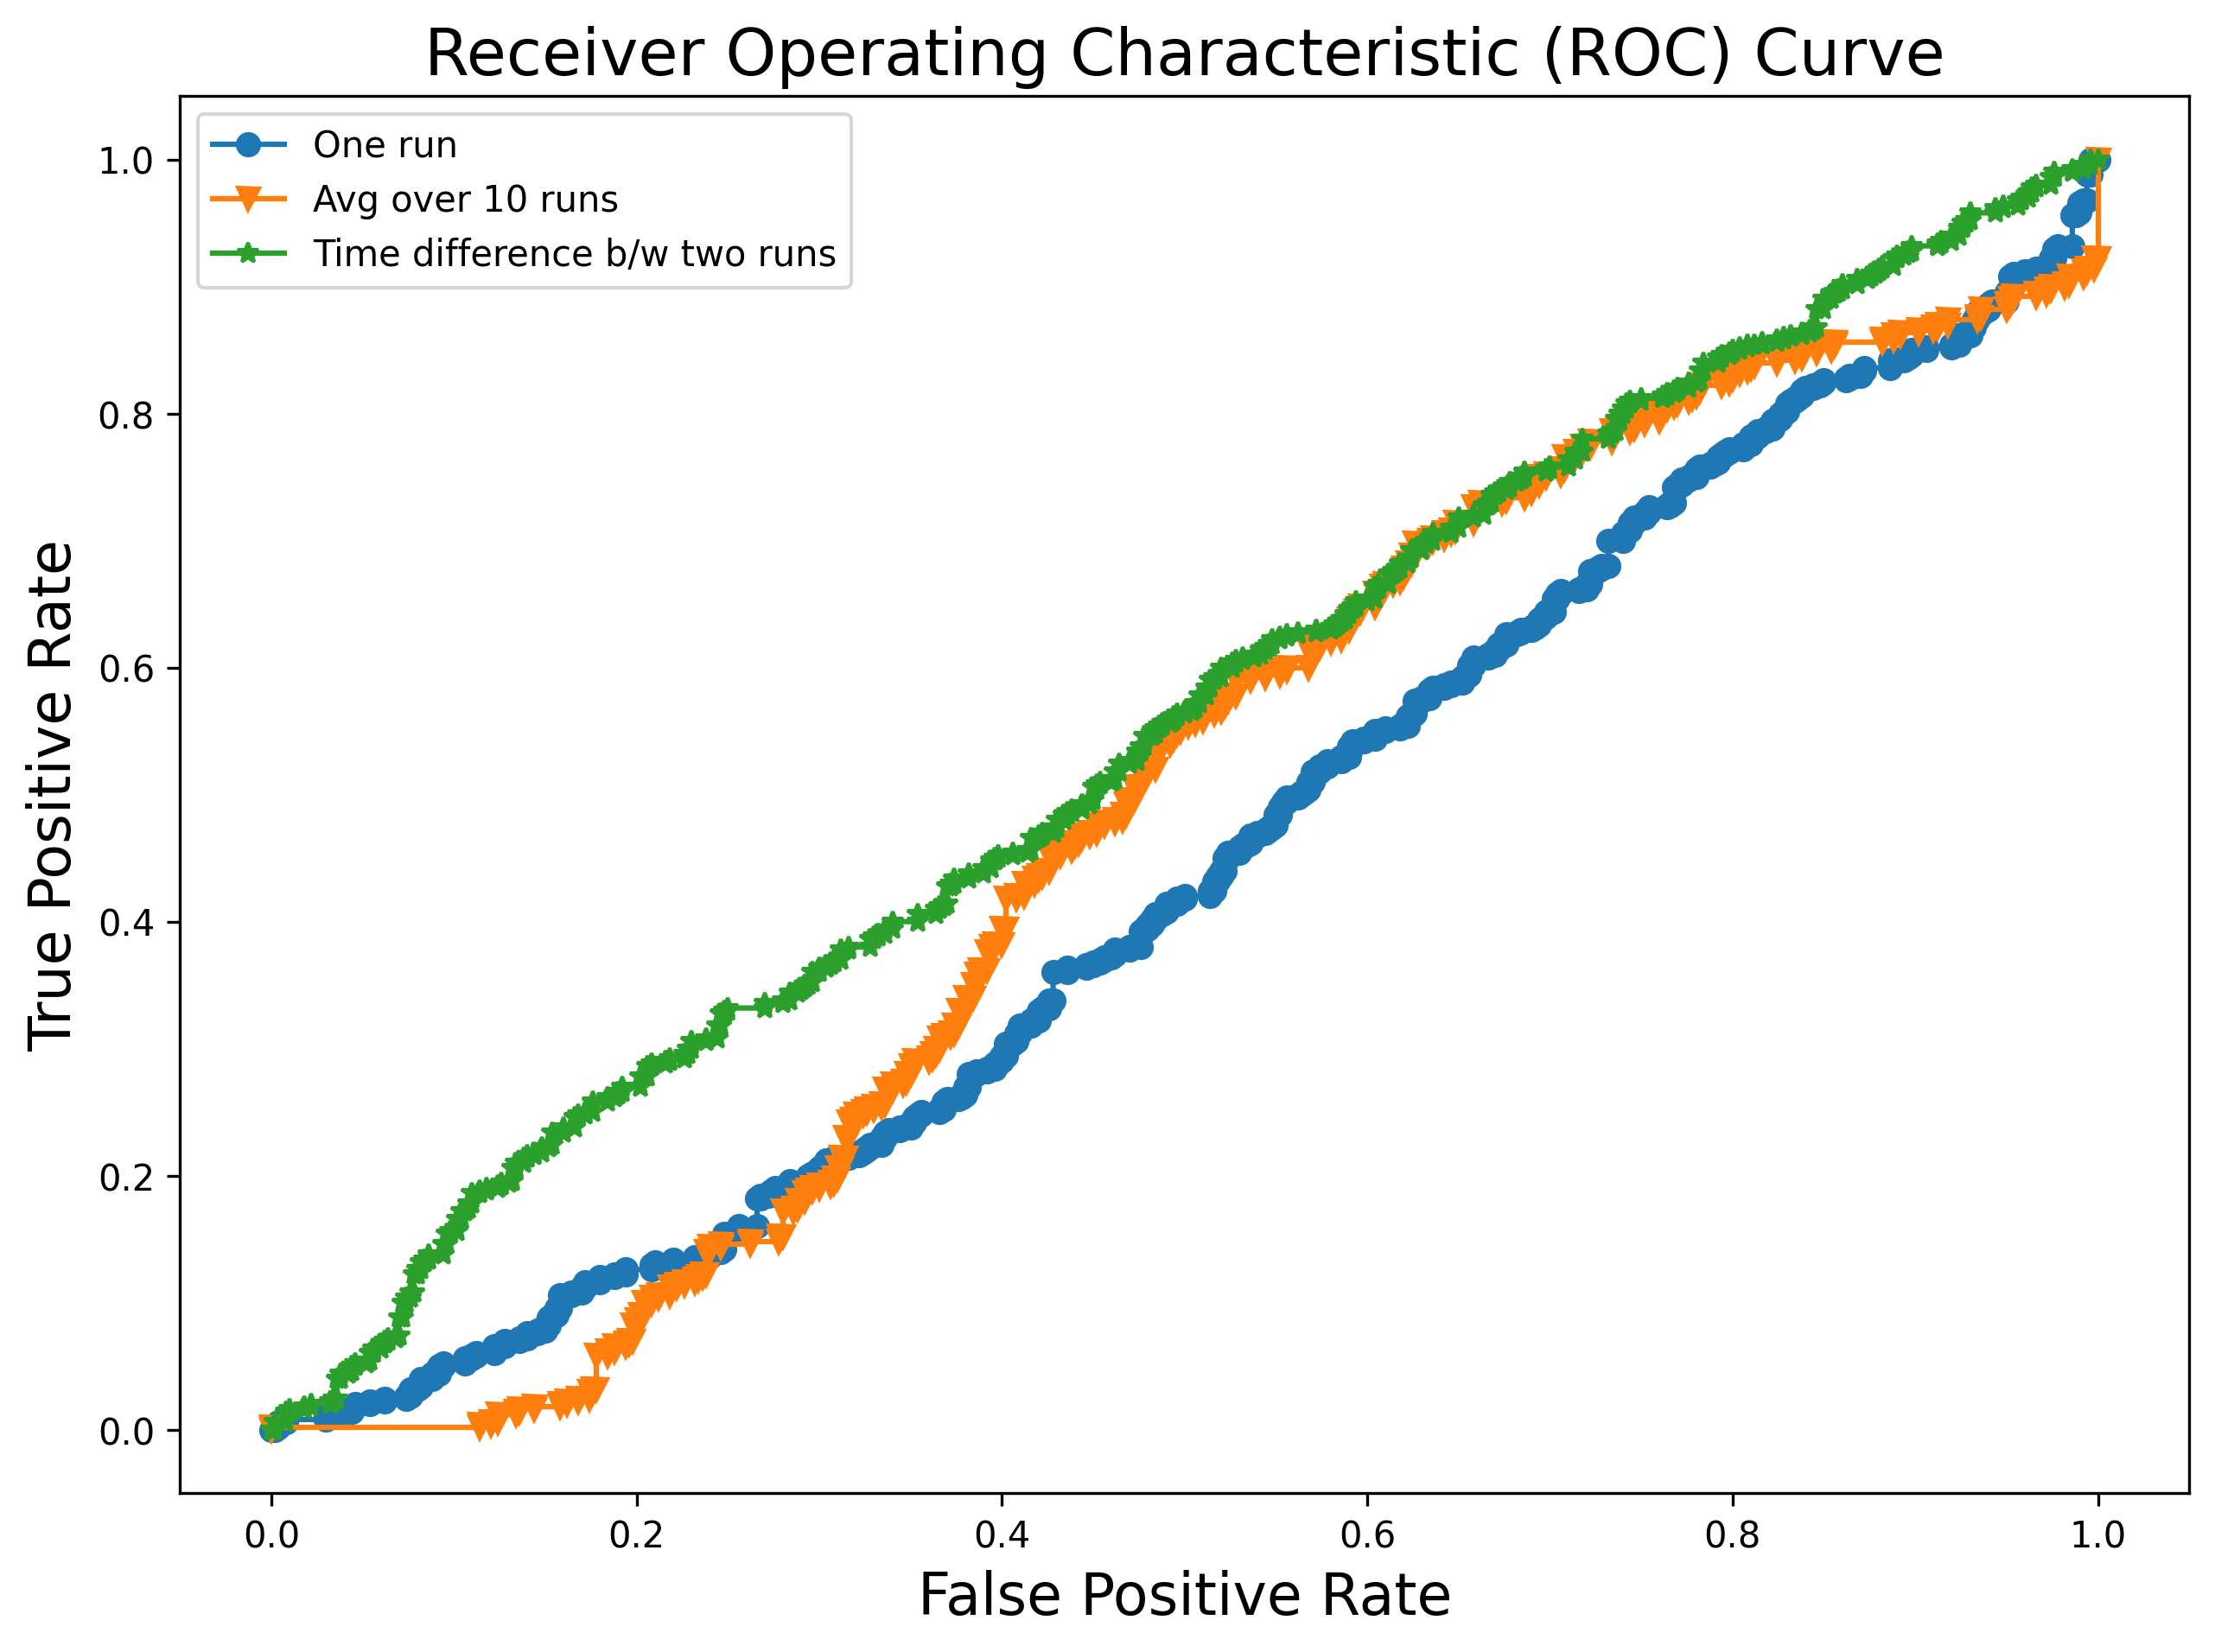 Receiver Operating Characteristic (ROC) Curve
One run
Avg over 10 runs
Time difference b/w two runs
True Positive Rate
1.0
0.8
0.6
0.4
0.2
0.0
0.0 0.2 0.4 0.6 0.8 1.0
False Positive Rate